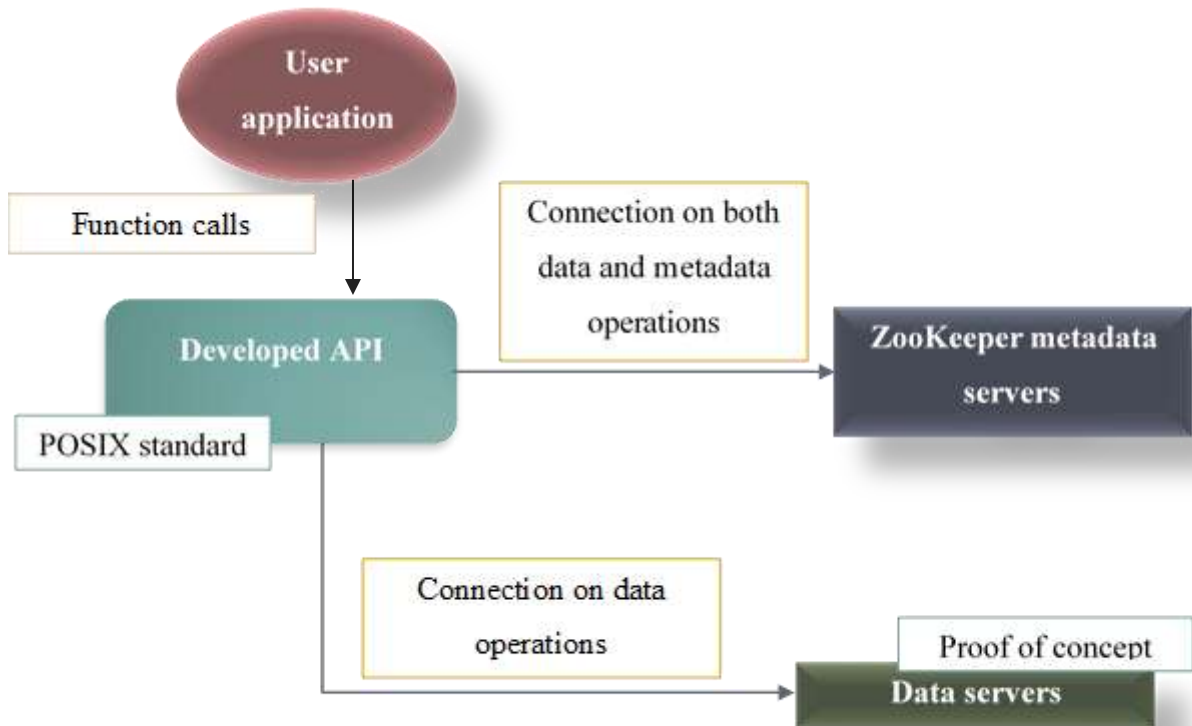 User
application
Function calls
Connection on both
data and metadata
operations
Developed API
ZooKeeper metadata
servers
POSIX standard
Connection on data
operations
Proof of concept
Data servers